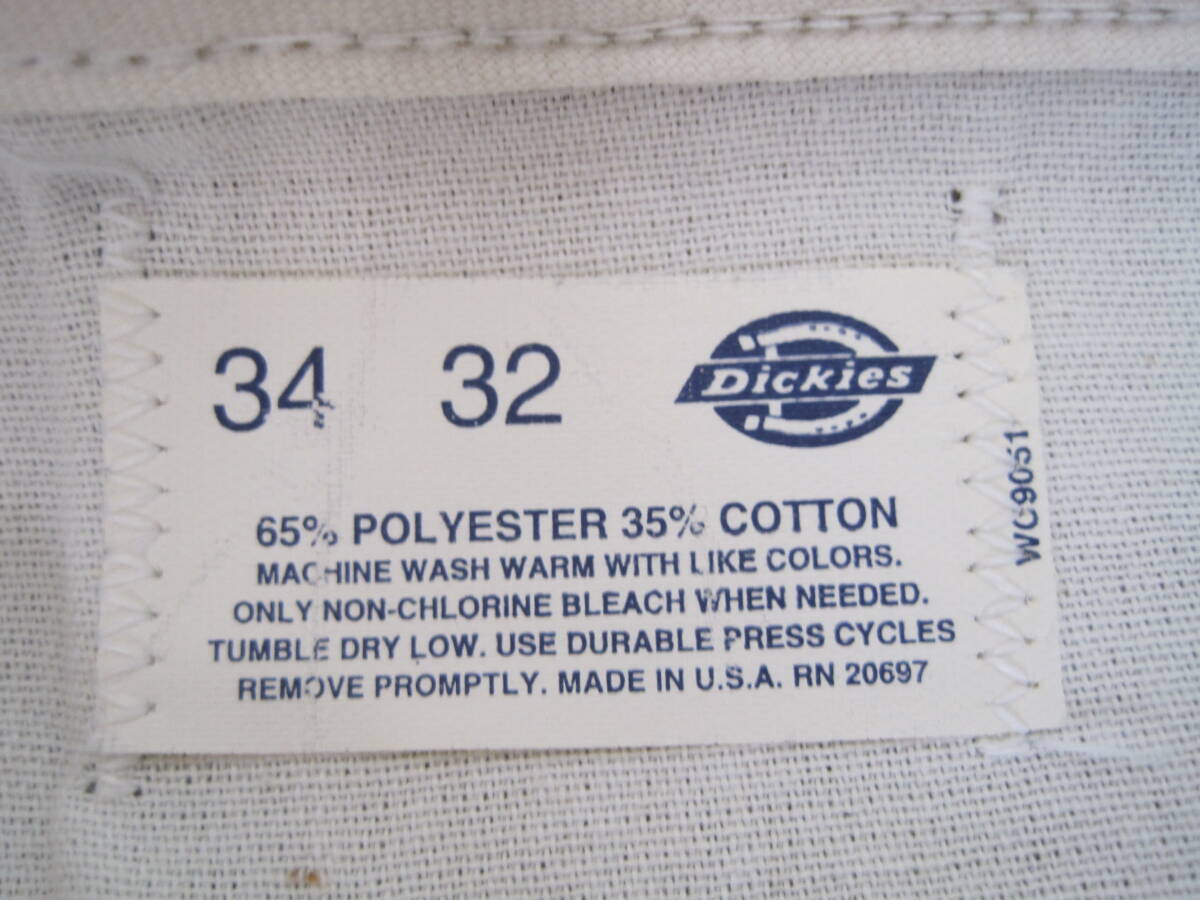 34 32
Dickies
65% POLYESTER 35% COTTON
MACHINE WASH WARM WITH LIKE COLORS.
ONLY NON-CHLORINE BLEACH WHEN NEEDED.
TUMBLE DRY LOW. USE DURABLE PRESS CYCLES
REMOVE PROMPTLY. MADE IN U.S.A. RN 20697
WC9051